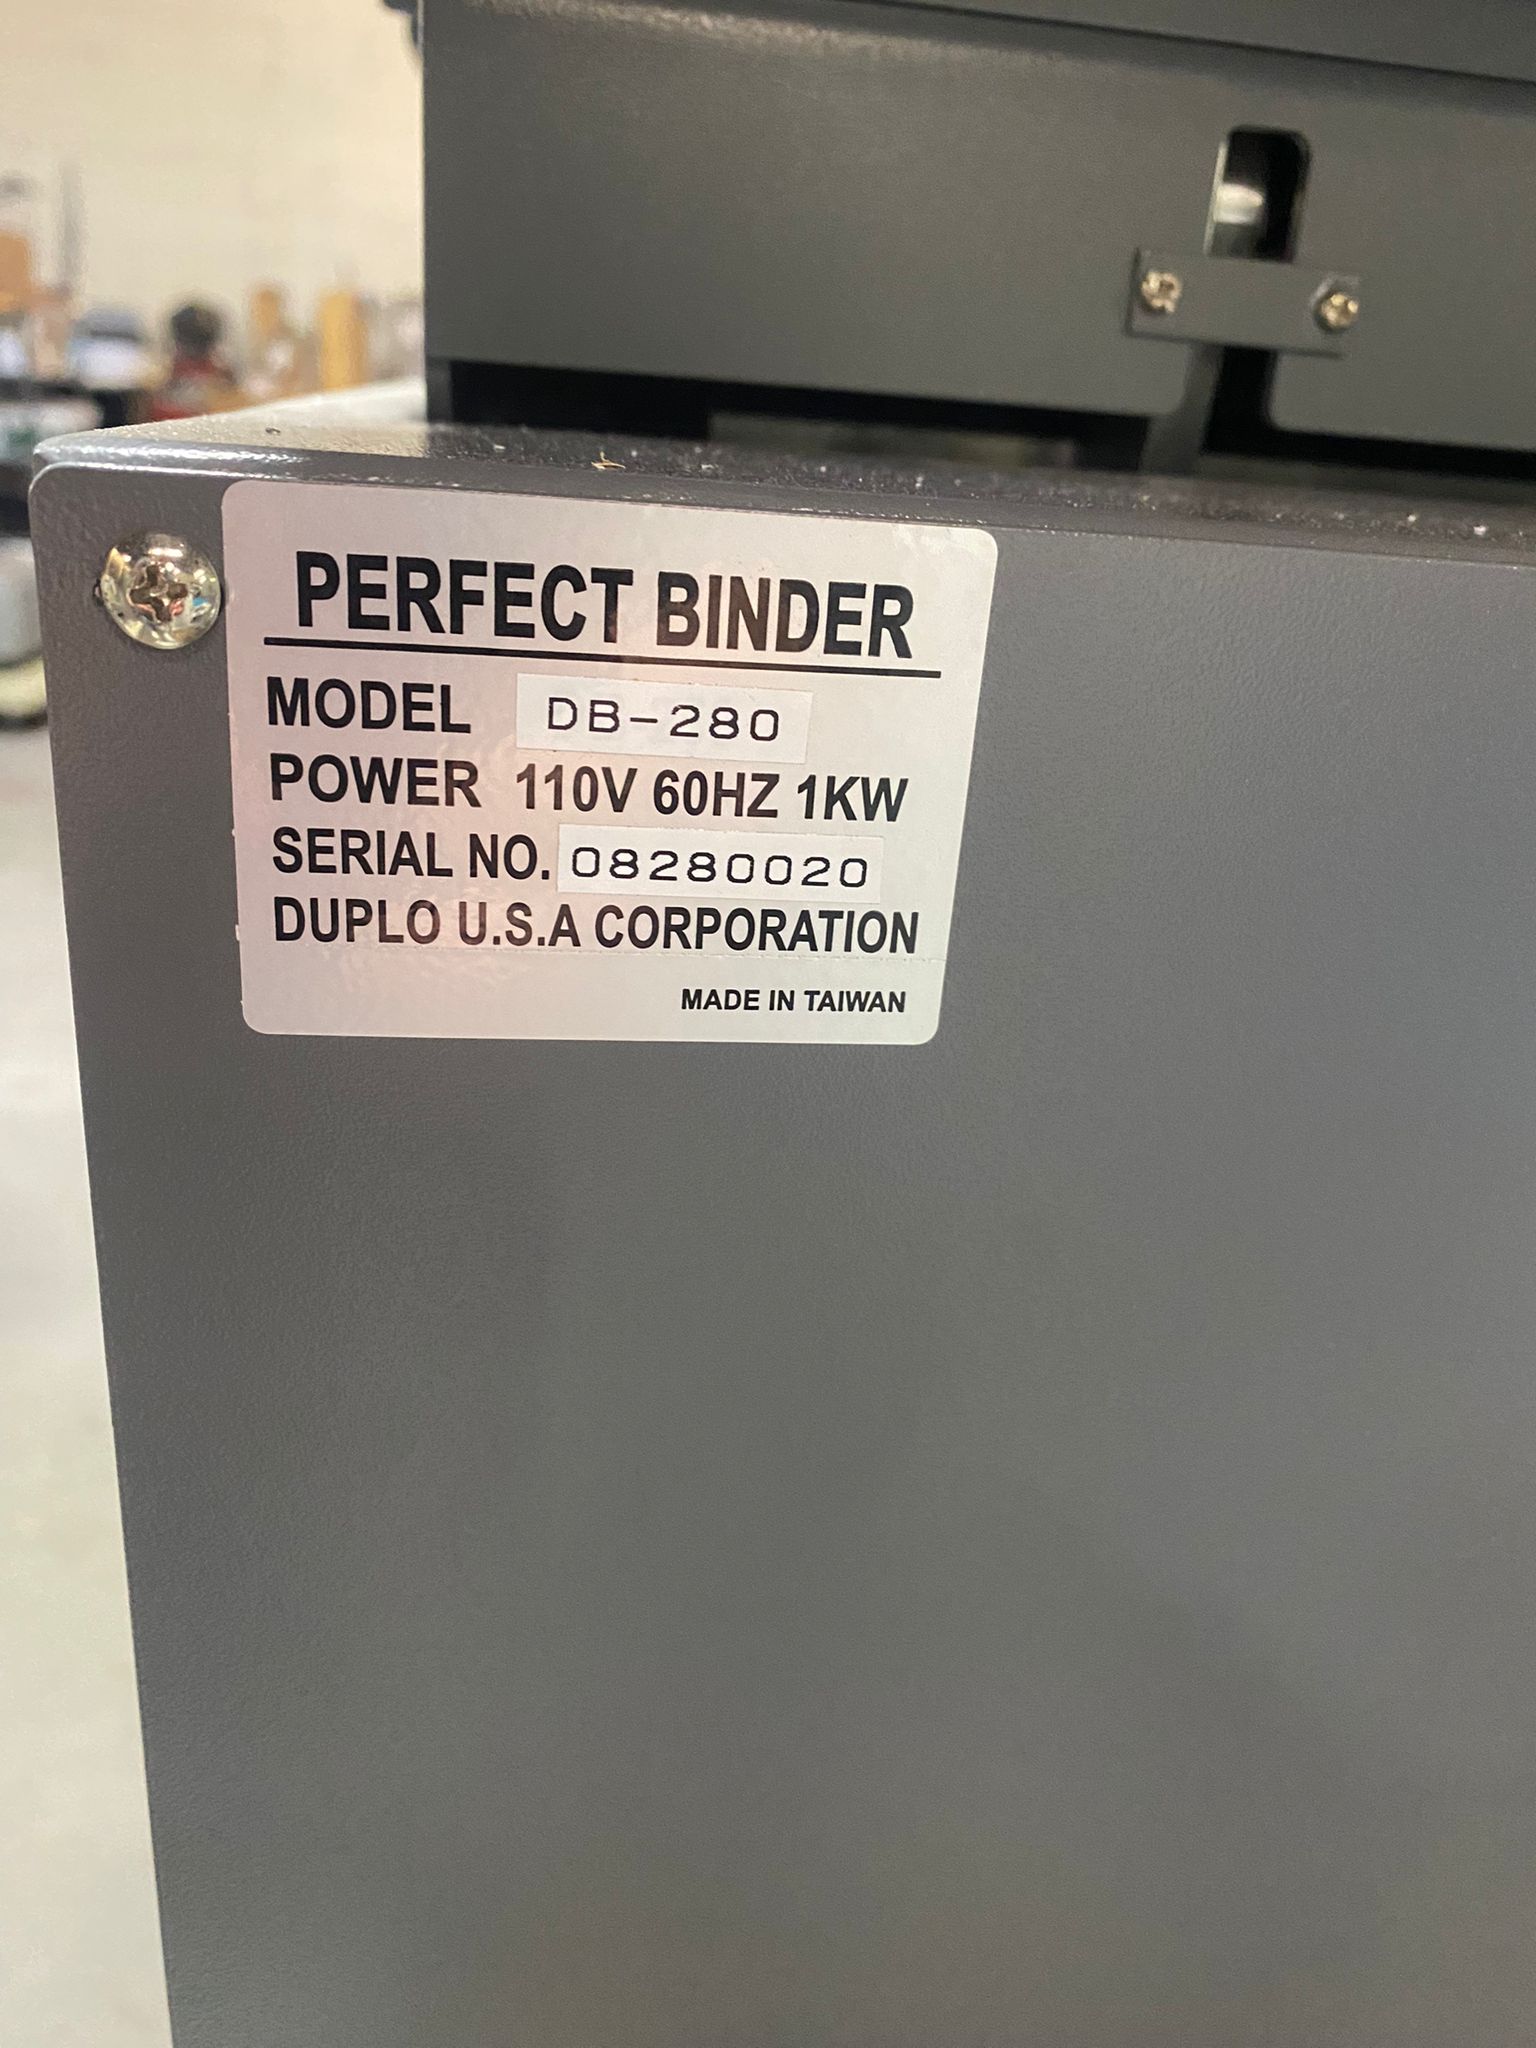 PERFECT BINDER
MODEL DB-280
POWER 110V 60HZ 1KW
SERIAL NO. 08280020
DUPLO U.S.A CORPORATION
MADE IN TAIWAN